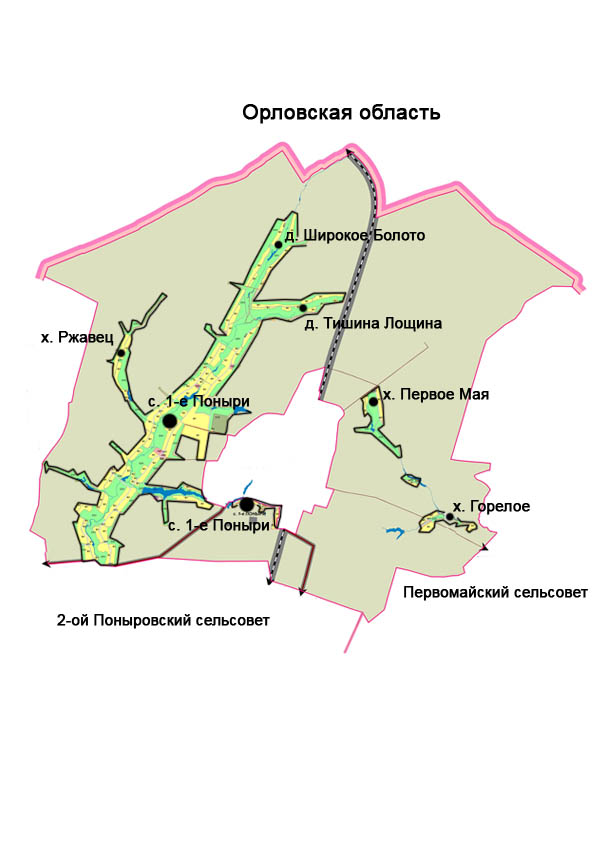 Орловская область
д. Широкое Болото
д. Тишина Лощина
х. Ржавец
х. Первое Мая
с. 1-е Поныри
х. Горелое
с. 1-е Поныри
Первомайский сельсовет
2-ой Поныровский сельсовет